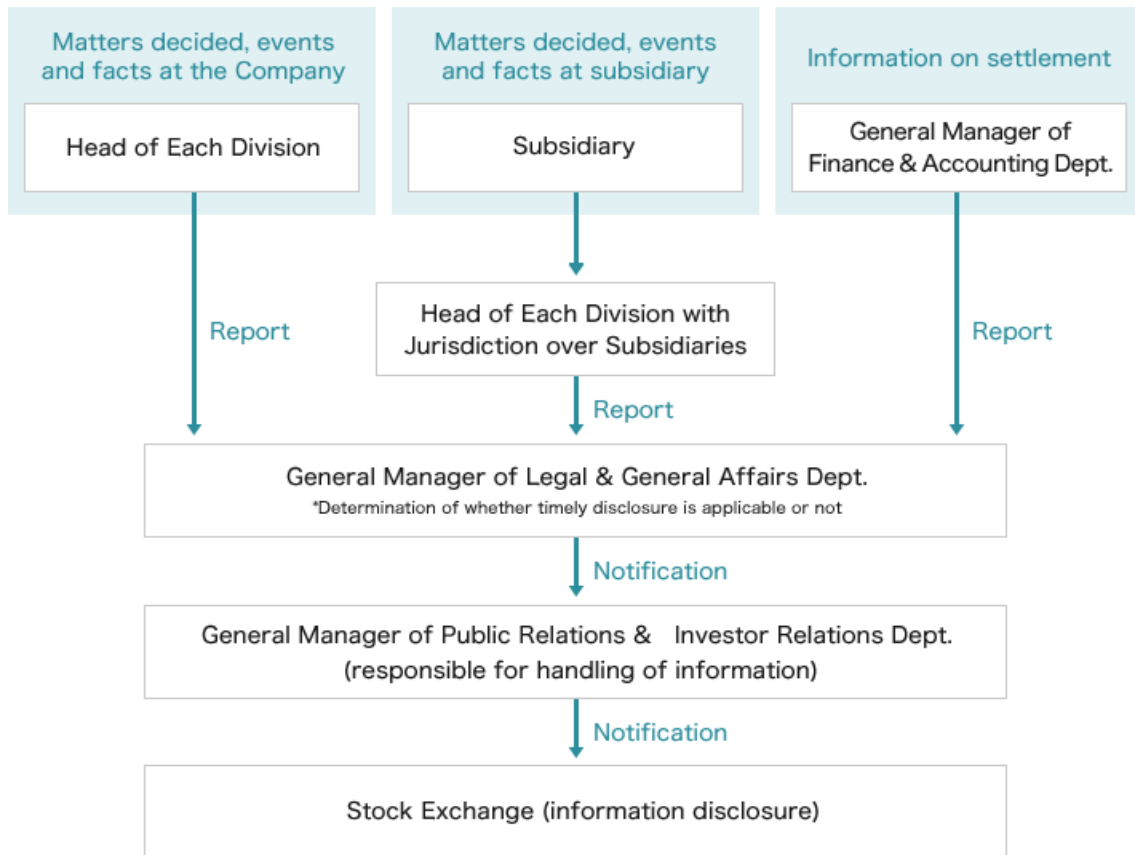 Matters decided, events
and facts at the Company
Head of Each Division
Matters decided, events
and facts at subsidiary
Subsidiary
Information on settlement
General Manager of
Finance & Accounting Dept.
Head of Each Division with
Jurisdiction over Subsidiaries
Report
Report
Report
General Manager of Legal & General Affairs Dept.
*Determination of whether timely disclosure is applicable or not
Notification
General Manager of Public Relations & Investor Relations Dept.
(responsible for handling of information)
Notification
Stock Exchange (information disclosure)